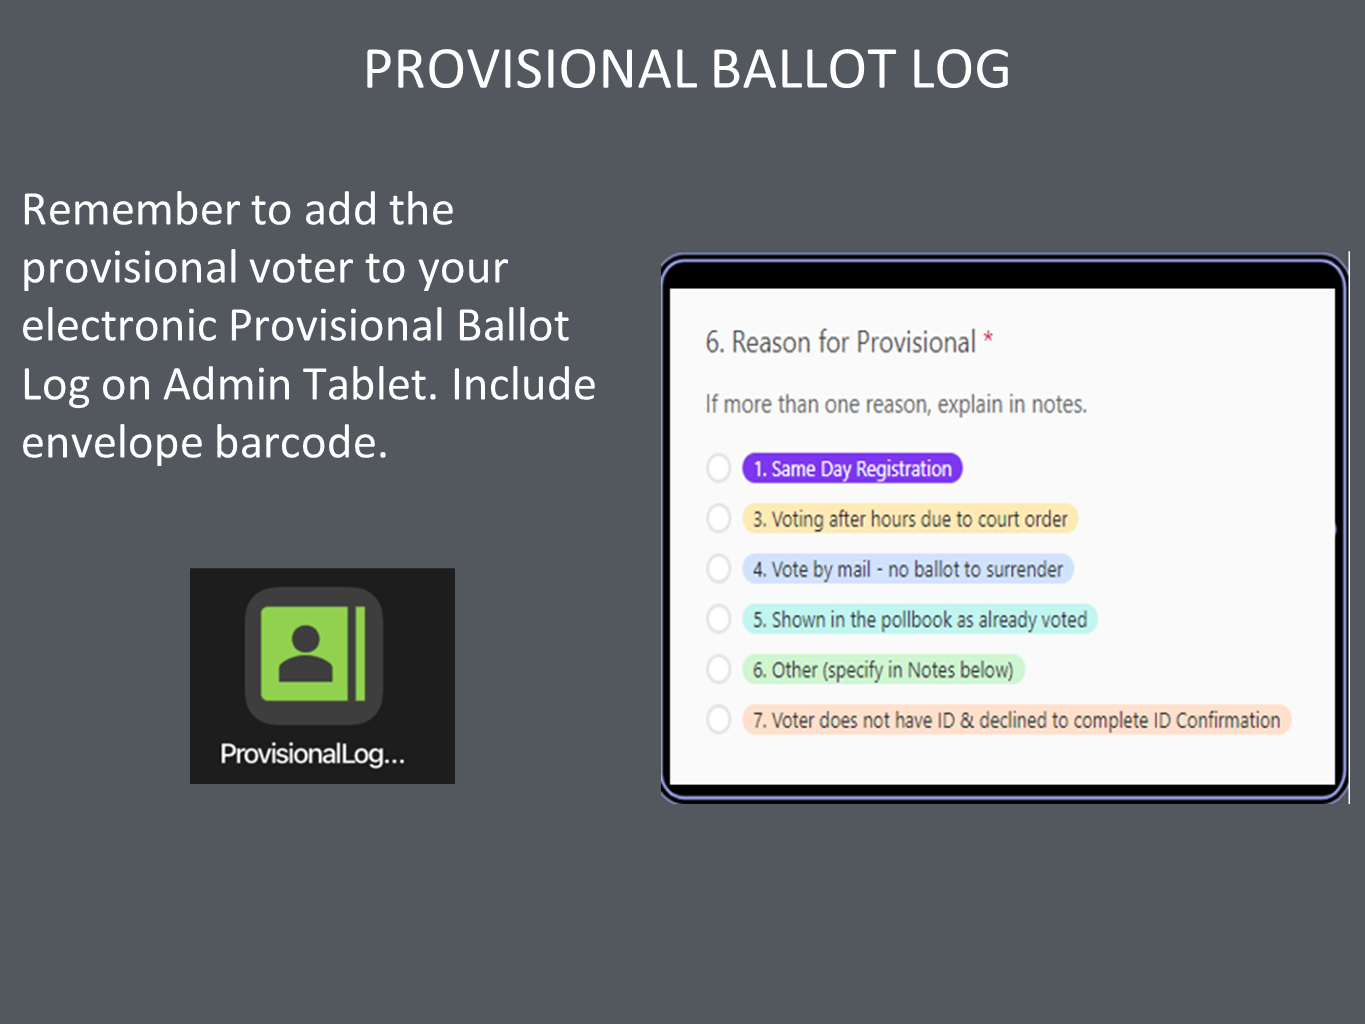 PROVISIONAL BALLOT LOG
Remember to add the
provisional voter to your
electronic Provisional Ballot
Log on Admin Tablet. Include
envelope barcode.
ProvisionalLog...
6. Reason for Provisional *
If more than one reason, explain in notes.
1. Same Day Registration
3. Voting after hours due to court order
4. Vote by mail - no ballot to surrender
5. Shown in the pollbook as already voted
6. Other (specify in Notes below)
7. Voter does not have ID & declined to complete ID Confirmation